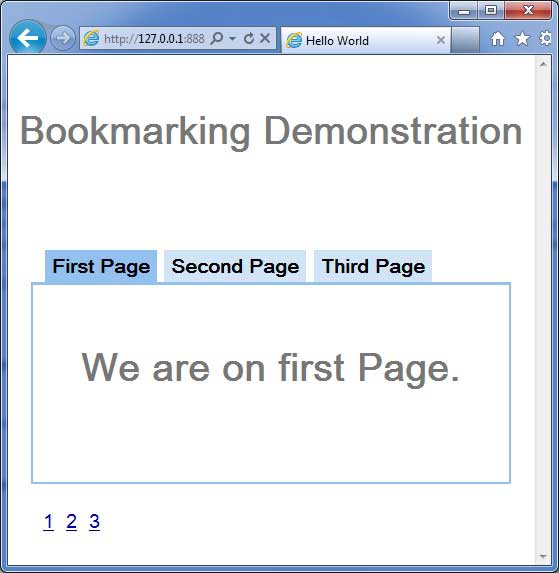 http://127.0.0.1:888 Hello World
Bookmarking Demonstration
First Page Second Page Third Page
We are on first Page.
1 2 3